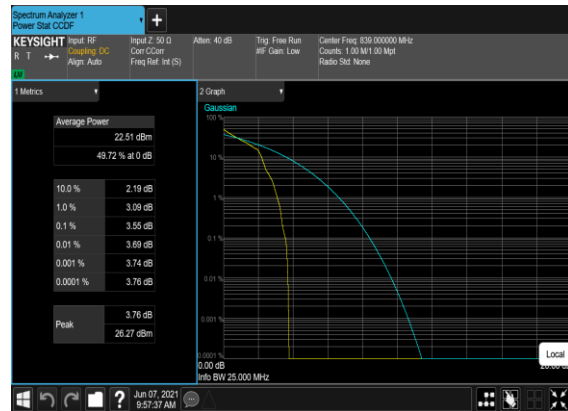 Spectrum Analyzer 1
Power Stat CCDF
+
KEYSIGHT
R T
LXI
Input: RF
Coupling: DC
Align: Auto
Input Z: 50 Ω
Corr CCorr
Freq Ref: Int (S)
Atten: 40 dB
Trig: Free Run
#IF Gain: Low
Center Freq: 839.000000 MHz
Counts: 1.00 M/1.00 Mpt
Radio Std: None
1 Metrics
Average Power
22.51 dBm
49.72 % at 0 dB
10.0 % 2.19 dB
1.0 % 3.09 dB
0.1 % 3.55 dB
0.01 % 3.69 dB
0.001 % 3.74 dB
0.0001 % 3.76 dB
Peak
3.76 dB
26.27 dBm
2 Graph
Gaussian
100 %
10 %
1 %
0.1 %
0.01 %
0.001 %
0.0001 %
0.00 dB
Info BW 25.000 MHz
Local
?
Jun 07, 2021
9:57:37 AM